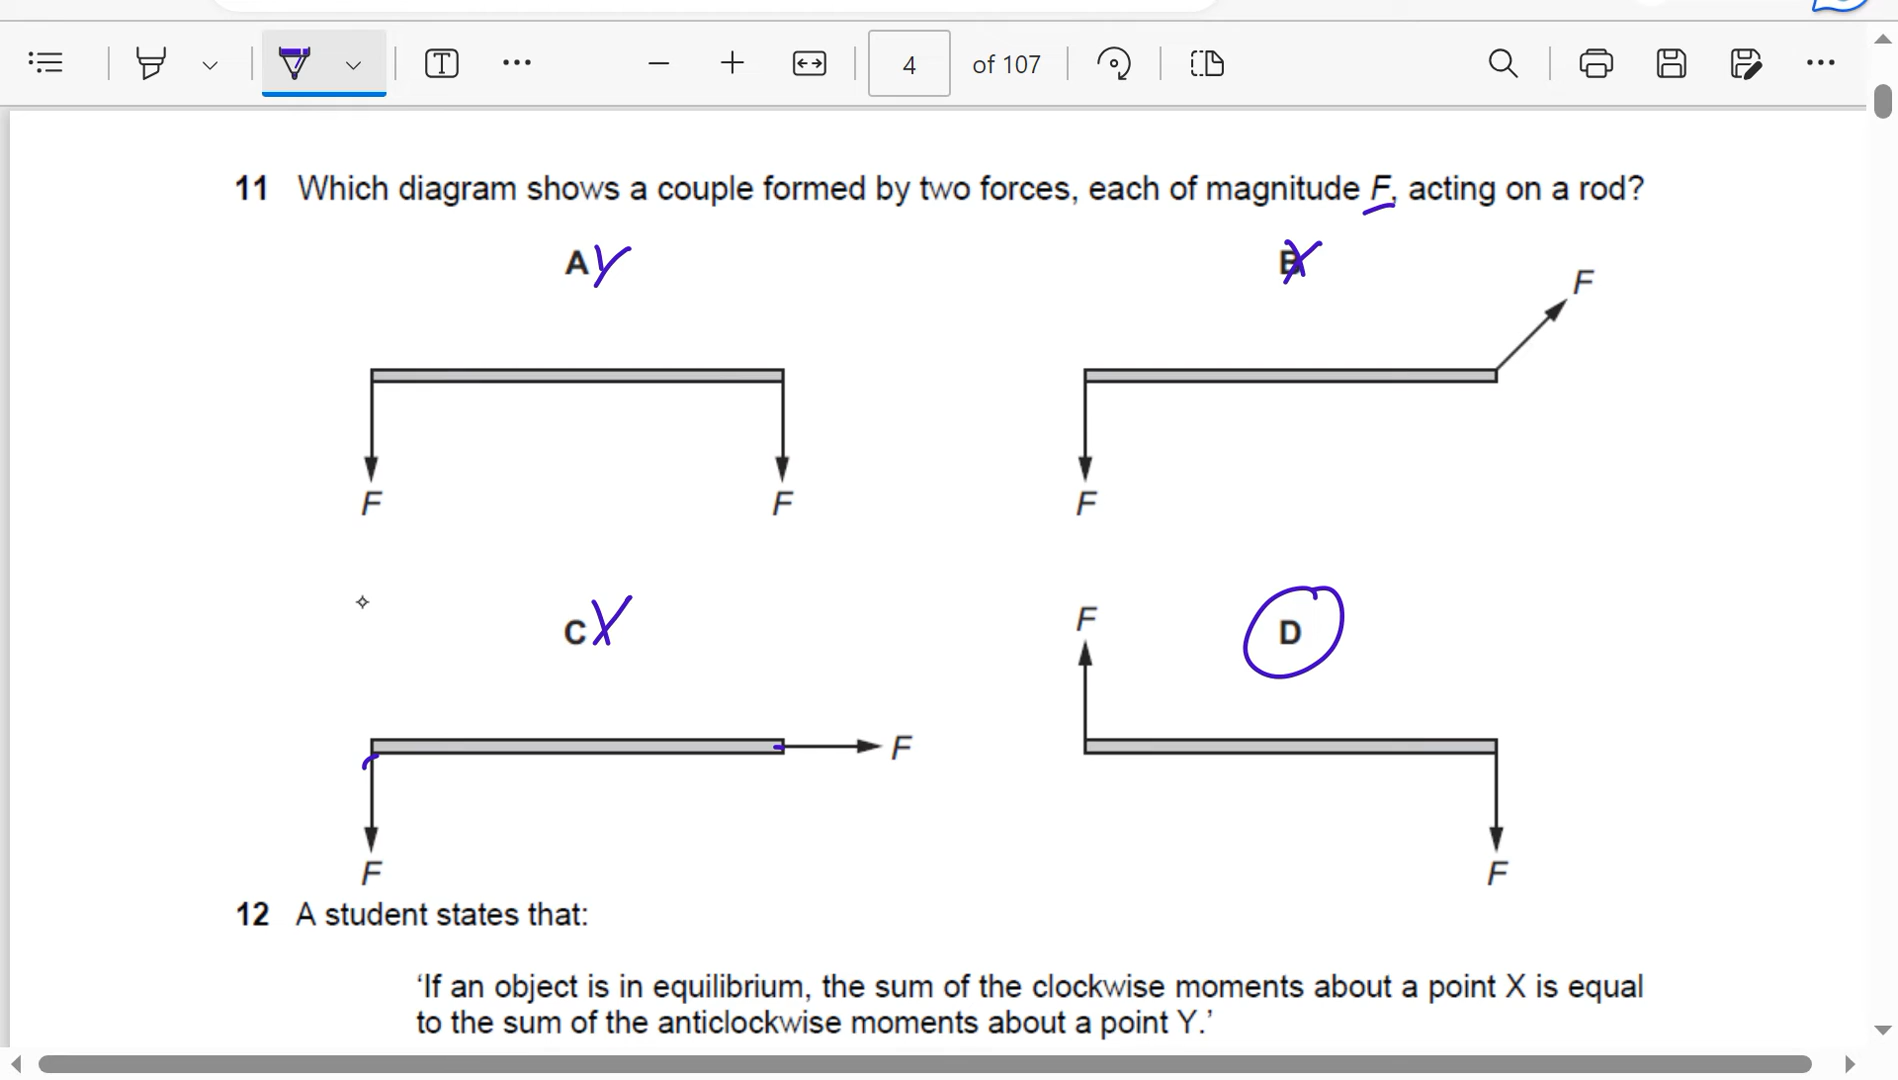 4 of 107
11 Which diagram shows a couple formed by two forces, each of magnitude F, acting on a rod?
A B
F
F F F
C D
F
F
F F
12 A student states that:
‘If an object is in equilibrium, the sum of the clockwise moments about a point X is equal
to the sum of the anticlockwise moments about a point Y.’